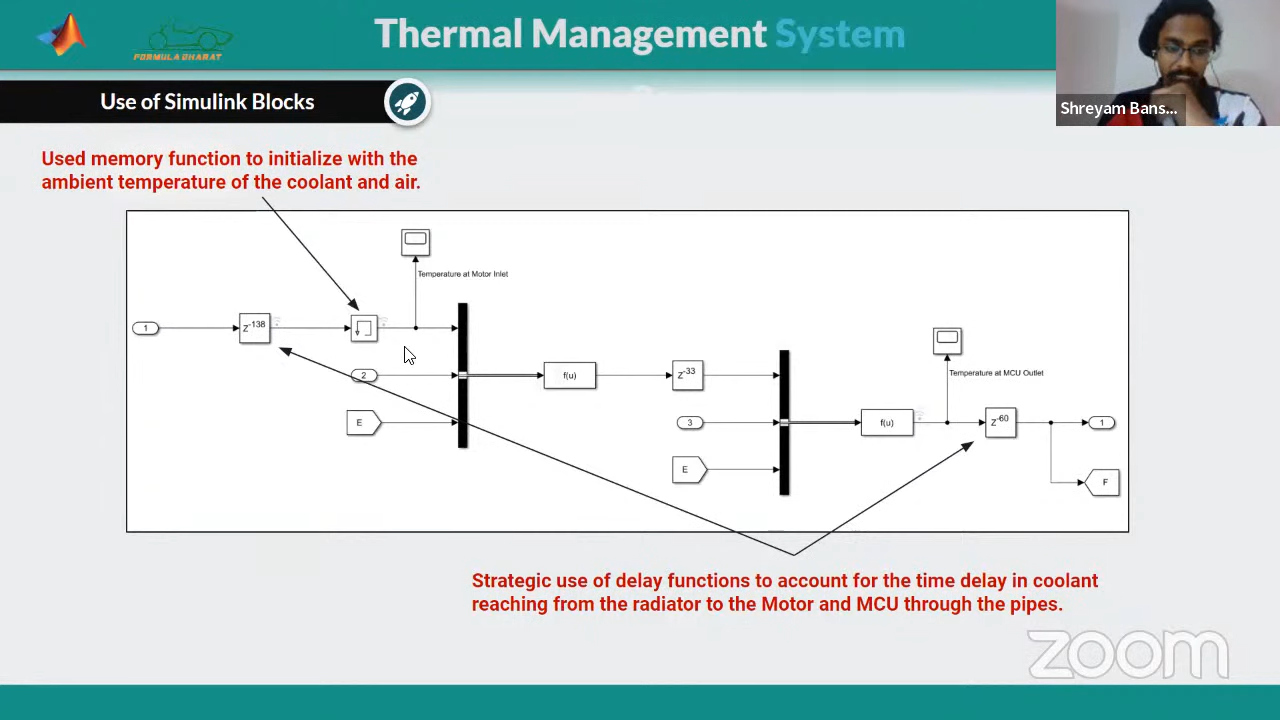 Thermal Management System
FORMULA BHARAT
Use of Simulink Blocks
Shreyam Bans...
Used memory function to initialize with the
ambient temperature of the coolant and air.
Temperature at Motor Inlet
1
Z-138
2
E
f(u)
Z-33
3
E
f(u)
Temperature at MCU Outlet
Z-60
1
F
Strategic use of delay functions to account for the time delay in coolant
reaching from the radiator to the Motor and MCU through the pipes.
zoom